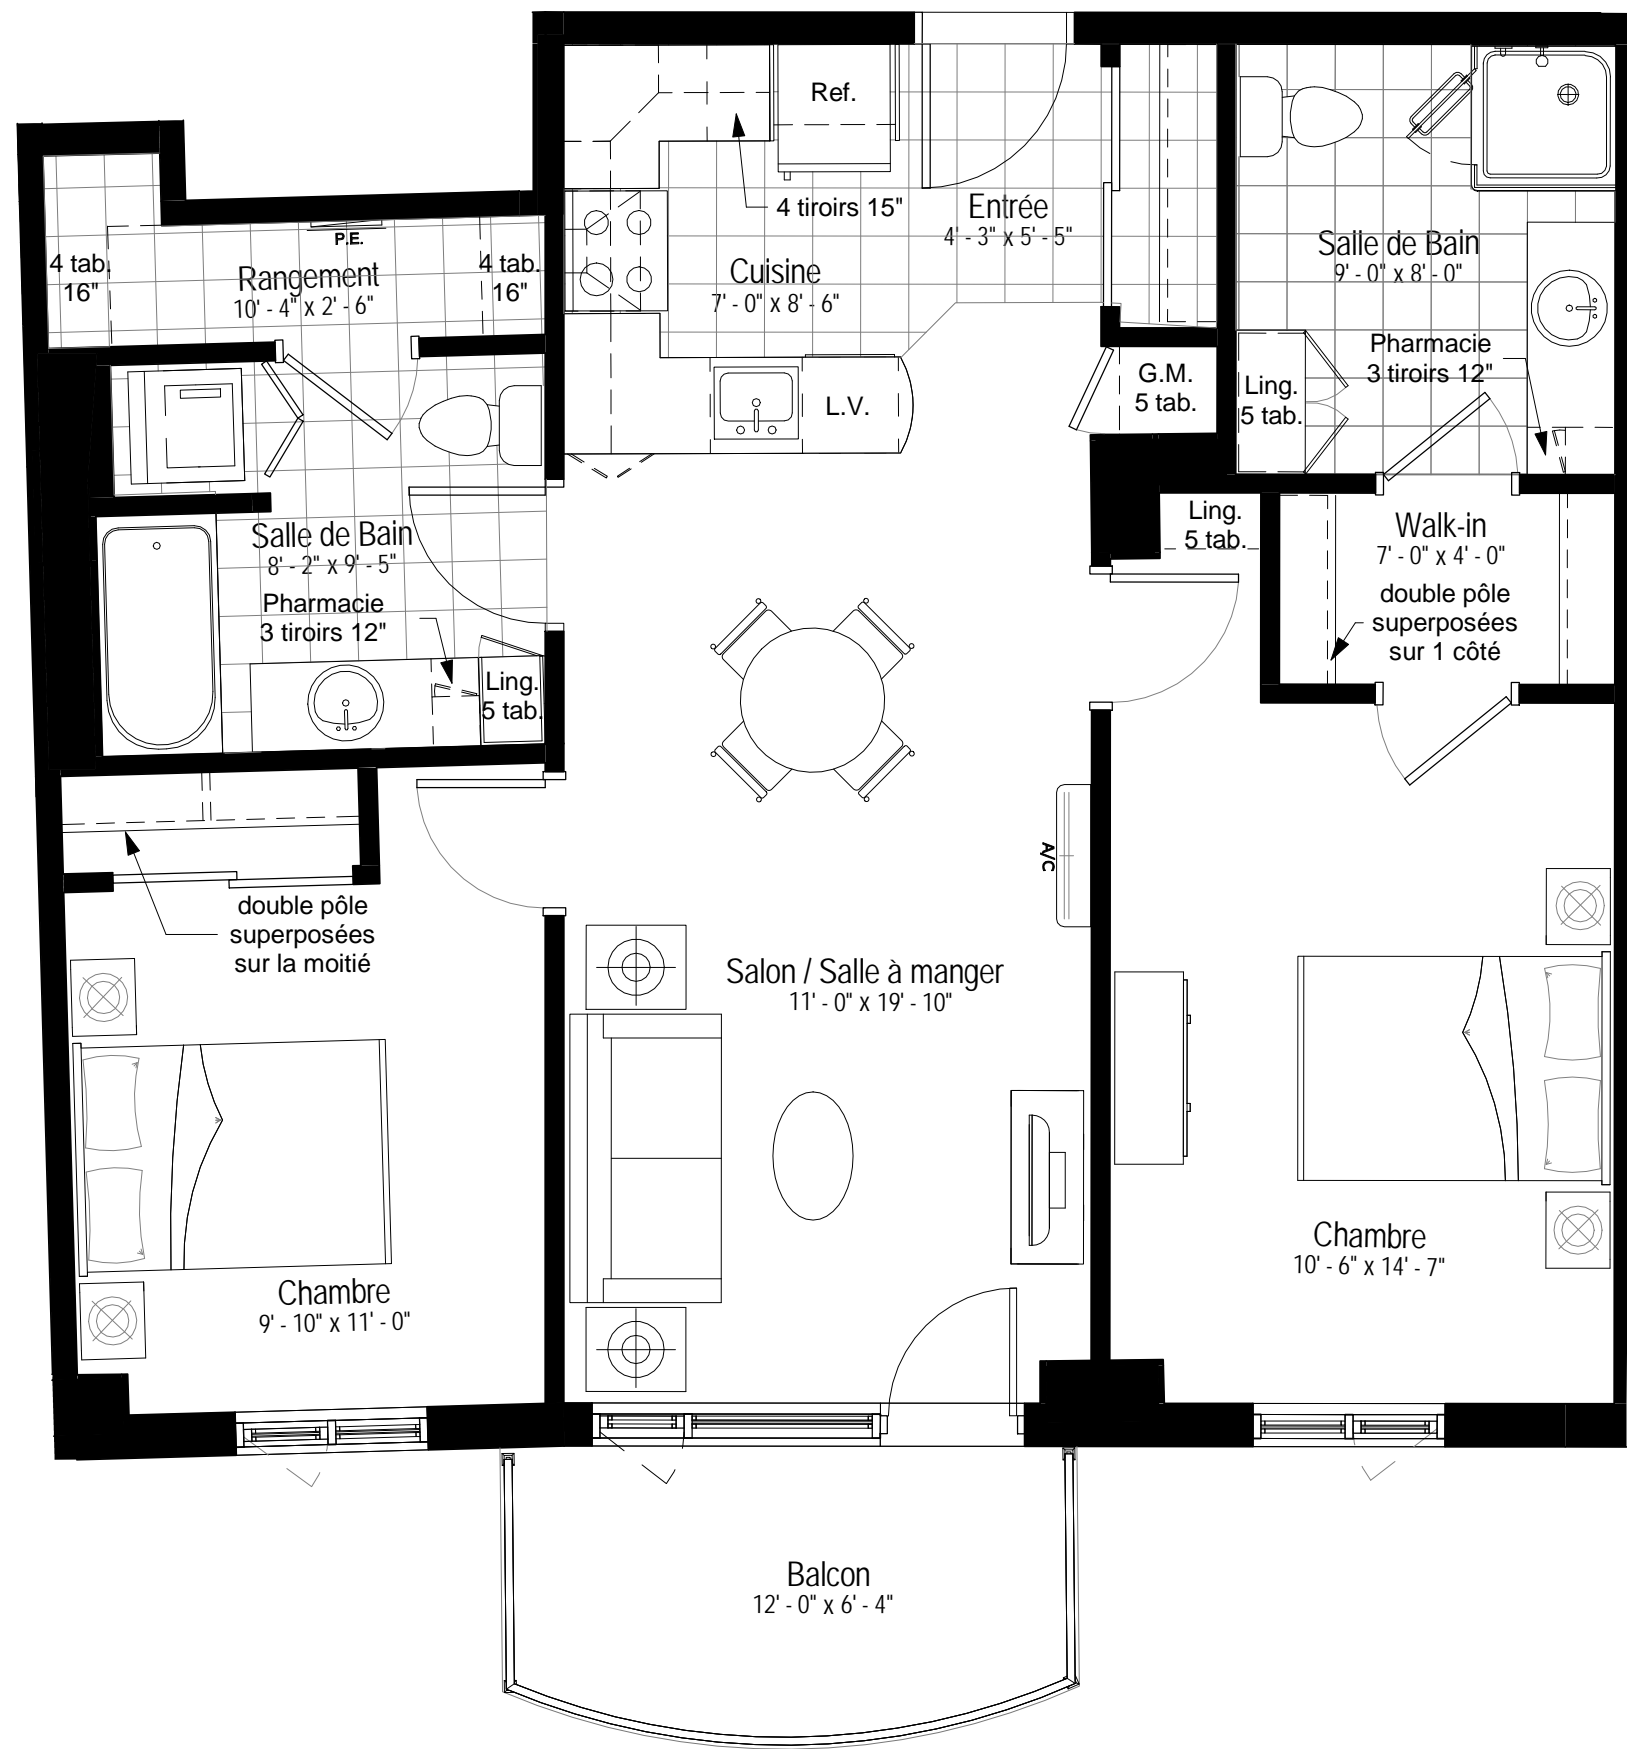 Ref.
4 tiroirs 15"
Entrée
4' - 3" x 5' - 5"
Cuisine
7' - 0" x 8' - 6"
Salle de Bain
9' - 0" x 8' - 0"
P.E.
4 tab.
16"
Rangement
10' - 4" x 2' - 6"
4 tab.
16"
Pharmacie
3 tiroirs 12"
Ling.
5 tab.
G.M.
5 tab.
L.V.
Ling.
5 tab.
Walk-in
7' - 0" x 4' - 0"
double pôle
superposées
sur 1 côté
Salle de Bain
8' - 2" x 9' - 5"
Pharmacie
3 tiroirs 12"
Ling.
5 tab.
A/C
double pôle
superposées
sur la moitié
Salon / Salle à manger
11' - 0" x 19' - 10"
Chambre
10' - 6" x 14' - 7"
Chambre
9' - 10" x 11' - 0"
Balcon
12' - 0" x 6' - 4"